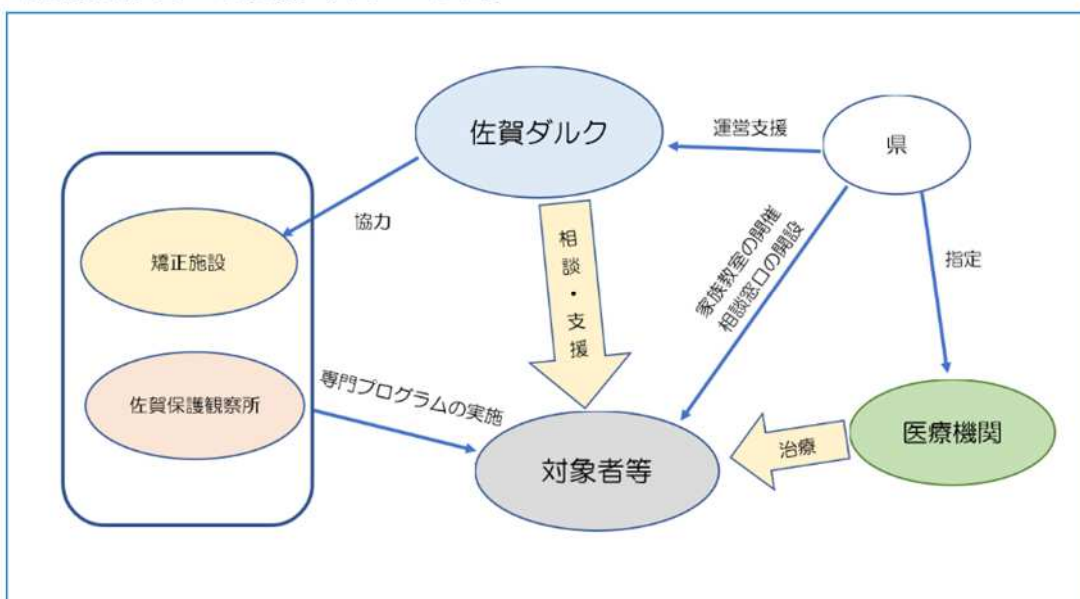 佐賀ダルク
運営支援
県
協力
矯正施設
相談・支援
家族教室の開催
相談窓口の開設
指定
佐賀保護観察所
専門プログラムの実施
対象者等
治療
医療機関